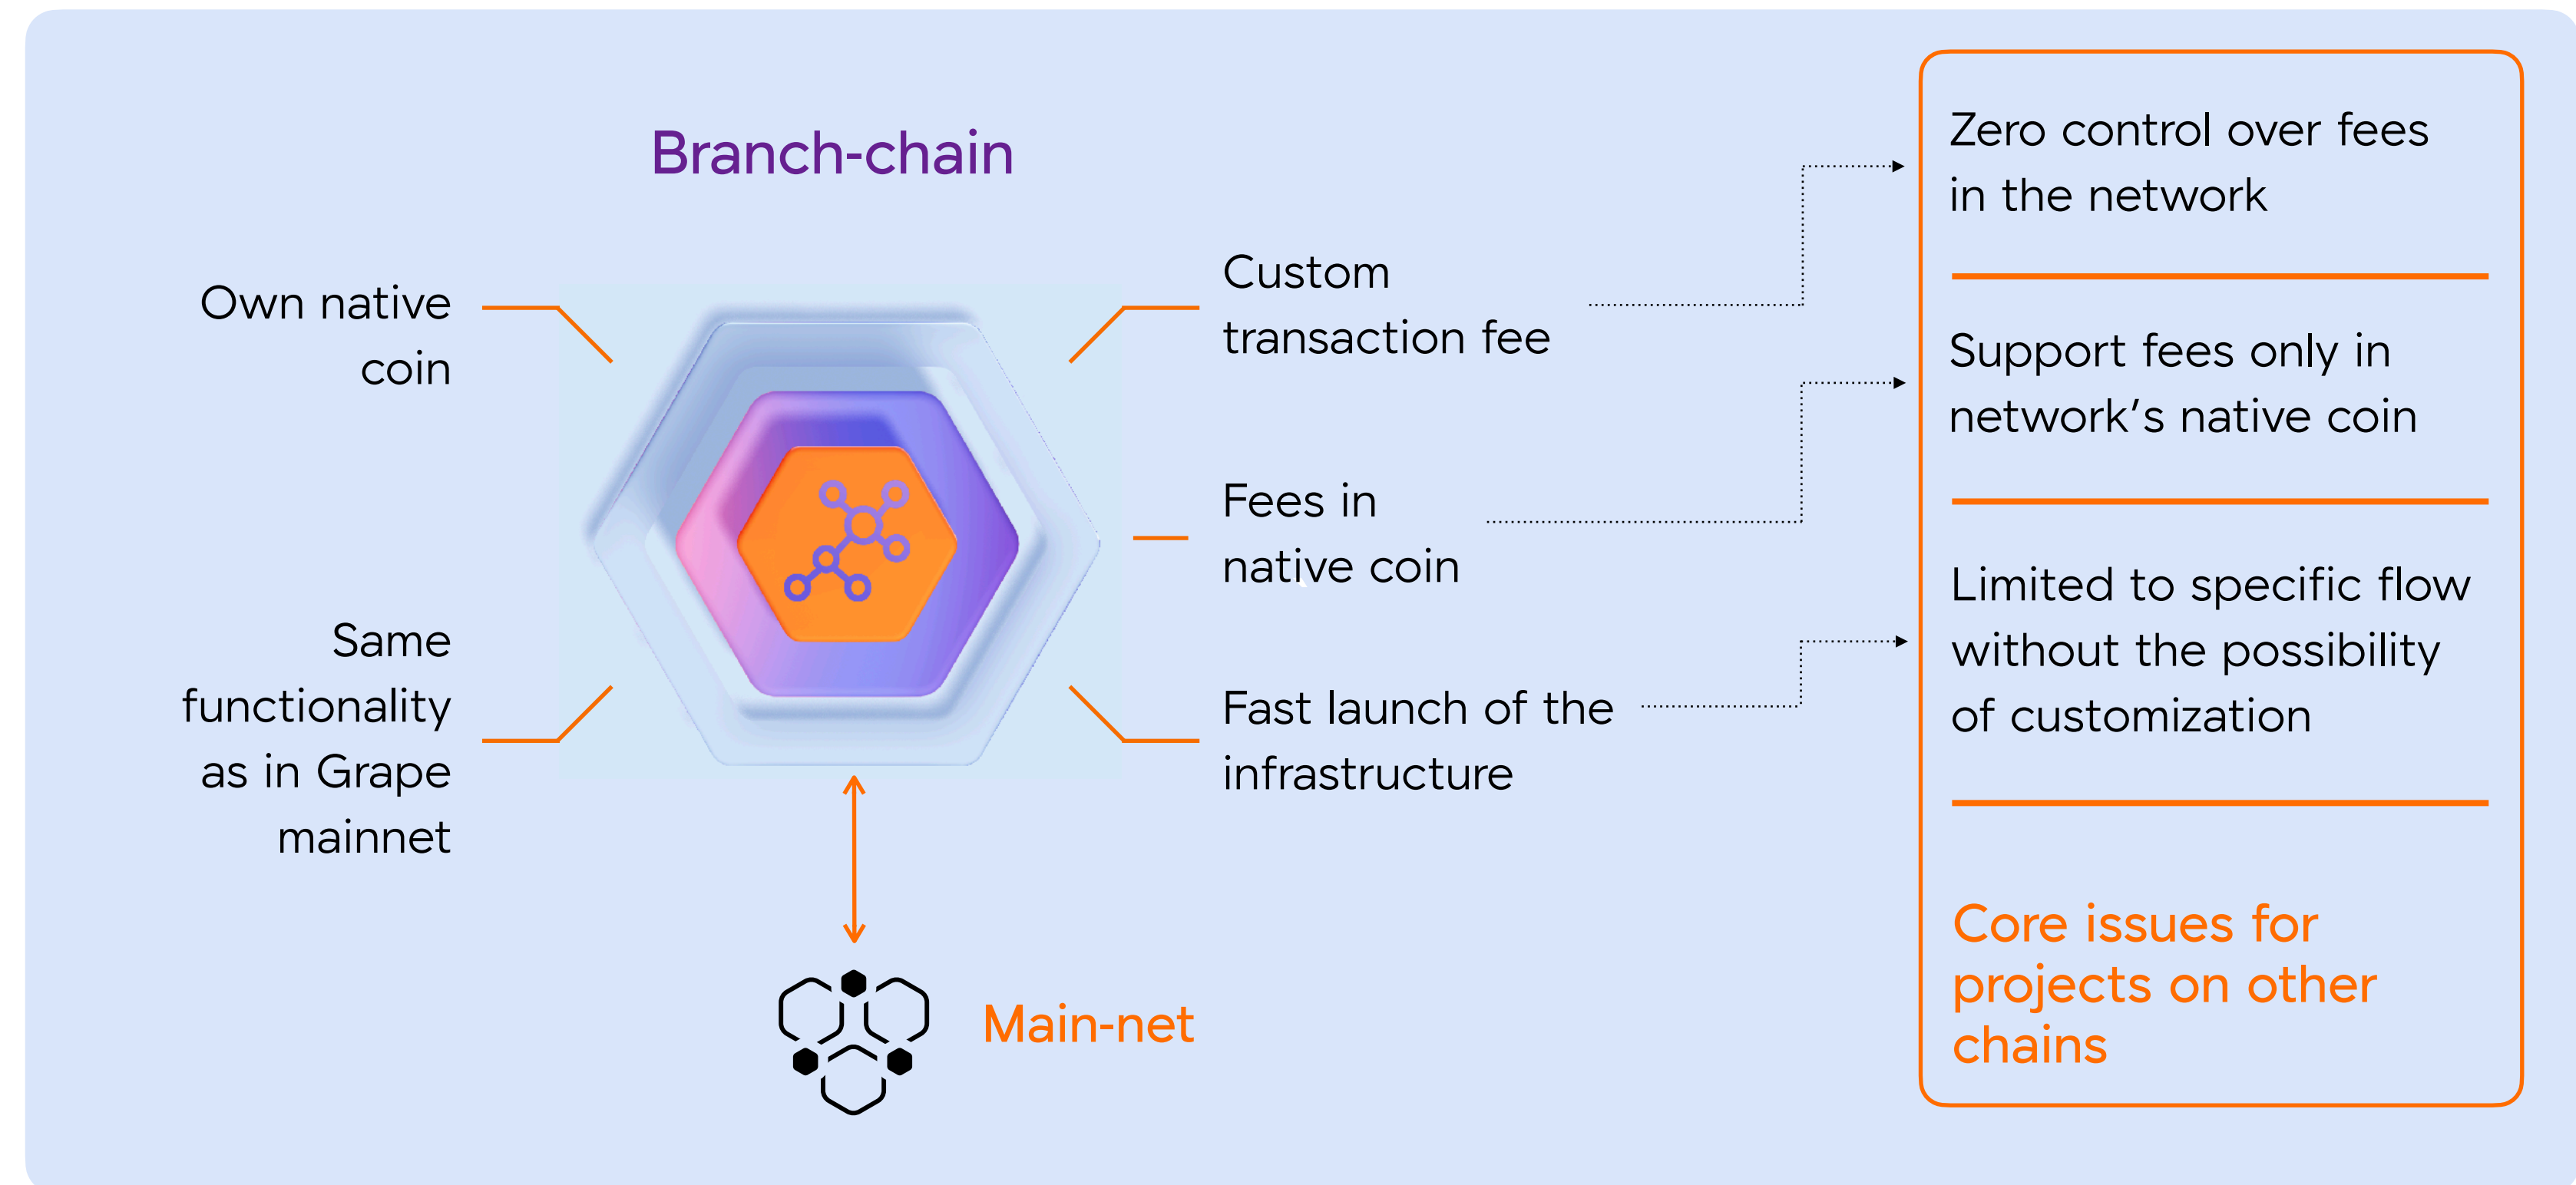 Branch-chain
Own native
coin
Same
functionality
as in Grape
mainnet
Custom
transaction fee
Fees in
native coin
Fast launch of the
infrastructure
Main-net
Zero control over fees
in the network
Support fees only in
network’s native coin
Limited to specific flow
without the possibility
of customization
Core issues for
projects on other
chains